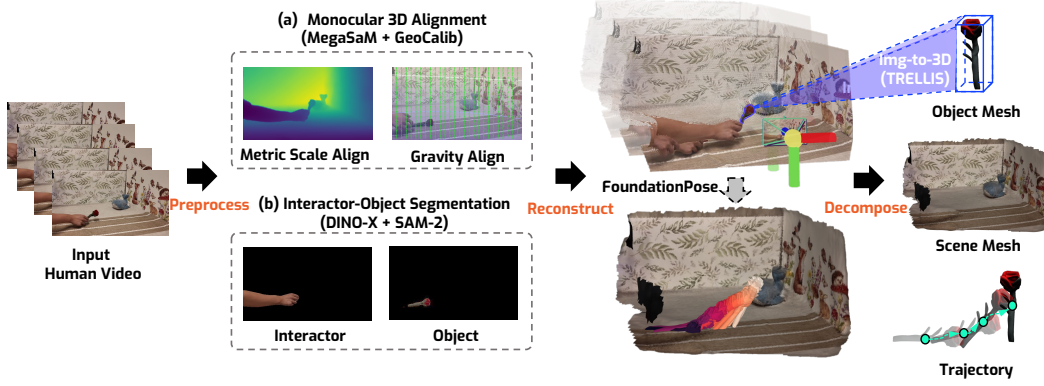 (a) Monocular 3D Alignment
(MegaSaM + GeoCalib)
Metric Scale Align
Gravity Align
Input
Human Video
Preprocess
(b) Interactor-Object Segmentation
(DINO-X + SAM-2)
Interactor
Object
Reconstruct
Img-to-3D
(TRELLIS)
Object Mesh
FoundationPose
Decompose
Scene Mesh
Trajectory